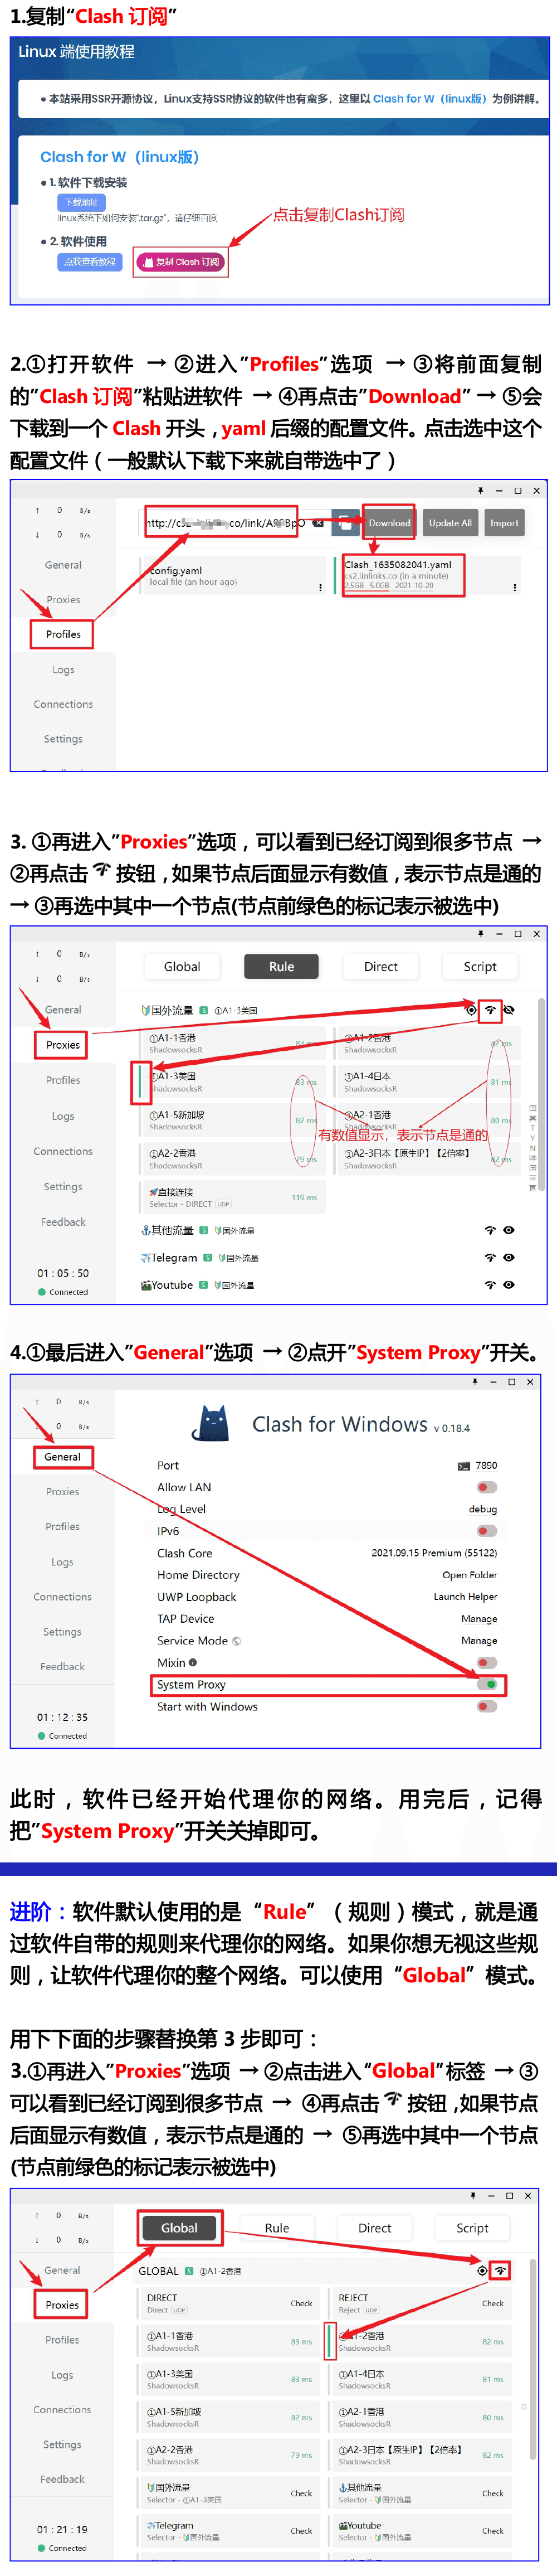 1.复制“Clash 订阅”
Linux 端使用教程
• 本站采用SSR开源协议，Linux支持SSR协议的软件也有蛮多，这里以 Clash for W（linux版）为例讲解。
Clash for W（linux版）
• 1. 软件下载安装
下载地址
linux系统下如何安装".tar.gz"，请仔细百度
点击复制Clash订阅
• 2. 软件使用
点我查看教程
复制 Clash 订阅
2.①打开软件 → ②进入”Profiles”选项 → ③将前面复制
的”Clash 订阅”粘贴进软件 → ④再点击”Download” → ⑤会
下载到一个 Clash 开头，yaml 后缀的配置文件。点击选中这个
配置文件（一般默认下载下来就自带选中了）
↑ 0 B/s
↓ 0 B/s
Download
Update All
Import
General
Proxies
Profiles
Logs
Connections
Settings
config.yaml
local file (an hour ago)
Clash_1635082041.yaml
(in a minute)
2.5GB 5.0GB 2021-10-20
3. ①再进入”Proxies”选项，可以看到已经订阅到很多节点 →
②再点击 按钮，如果节点后面显示有数值，表示节点是通的
→ ③再选中其中一个节点(节点前绿色的标记表示被选中)
↑ 0 B/s
↓ 0 B/s
Global
Rule
Direct
Script
General
Proxies
Profiles
Logs
Connections
Settings
Feedback
01 : 05 : 50
Connected
国外流量 S ①A1-3美国
①A1-1香港
ShadowsocksR
83 ms
①A1-2香港
ShadowsocksR
82 ms
①A1-3美国
ShadowsocksR
83 ms
①A1-4日本
ShadowsocksR
81 ms
①A1-5新加坡
ShadowsocksR
82 ms
①A2-1香港
ShadowsocksR
80 ms
有数值显示，表示节点是通的
①A2-2香港
ShadowsocksR
79 ms
①A2-3日本【原生IP】【2倍率】
ShadowsocksR
82 ms
直接连接
Selector - DIRECT UDP
119 ms
其他流量 S 国外流量
Telegram S 国外流量
Youtube S 国外流量
4.①最后进入”General”选项 → ②点开”System Proxy”开关。
↑ 0 B/s
↓ 0 B/s
General
Proxies
Profiles
Logs
Connections
Settings
Feedback
01 : 12 : 35
Connected
Clash for Windows v 0.18.4
Port 7890
Allow LAN
Log Level debug
IPv6
Clash Core 2021.09.15 Premium (55122)
Home Directory Open Folder
UWP Loopback Launch Helper
TAP Device Manage
Service Mode Manage
Mixin
System Proxy
Start with Windows
此时，软件已经开始代理你的网络。用完后，记得
把”System Proxy”开关关掉即可。
进阶：软件默认使用的是“Rule”（规则）模式，就是通
过软件自带的规则来代理你的网络。如果你想无视这些规
则，让软件代理你的整个网络。可以使用“Global”模式。
用下下面的步骤替换第 3 步即可：
3.①再进入”Proxies”选项 → ②点击进入“Global”标签 → ③
可以看到已经订阅到很多节点 → ④再点击 按钮，如果节点
后面显示有数值，表示节点是通的 → ⑤再选中其中一个节点
(节点前绿色的标记表示被选中)
↑ 0 B/s
↓ 0 B/s
Global
Rule
Direct
Script
General
Proxies
Profiles
Logs
Connections
Settings
Feedback
01 : 21 : 19
Connected
GLOBAL S ①A1-2香港
DIRECT
Direct UDP
Check
REJECT
Reject UDP
Check
①A1-1香港
ShadowsocksR
83 ms
①A1-2香港
ShadowsocksR
82 ms
①A1-3美国
ShadowsocksR
83 ms
①A1-4日本
ShadowsocksR
81 ms
①A1-5新加坡
ShadowsocksR
82 ms
①A2-1香港
ShadowsocksR
80 ms
①A2-2香港
ShadowsocksR
79 ms
①A2-3日本【原生IP】【2倍率】
ShadowsocksR
82 ms
国外流量
Selector - ①A1-3美国
Check
其他流量
Selector - 国外流量
Check
Telegram
Selector - 国外流量
Check
Youtube
Selector - 国外流量
Check